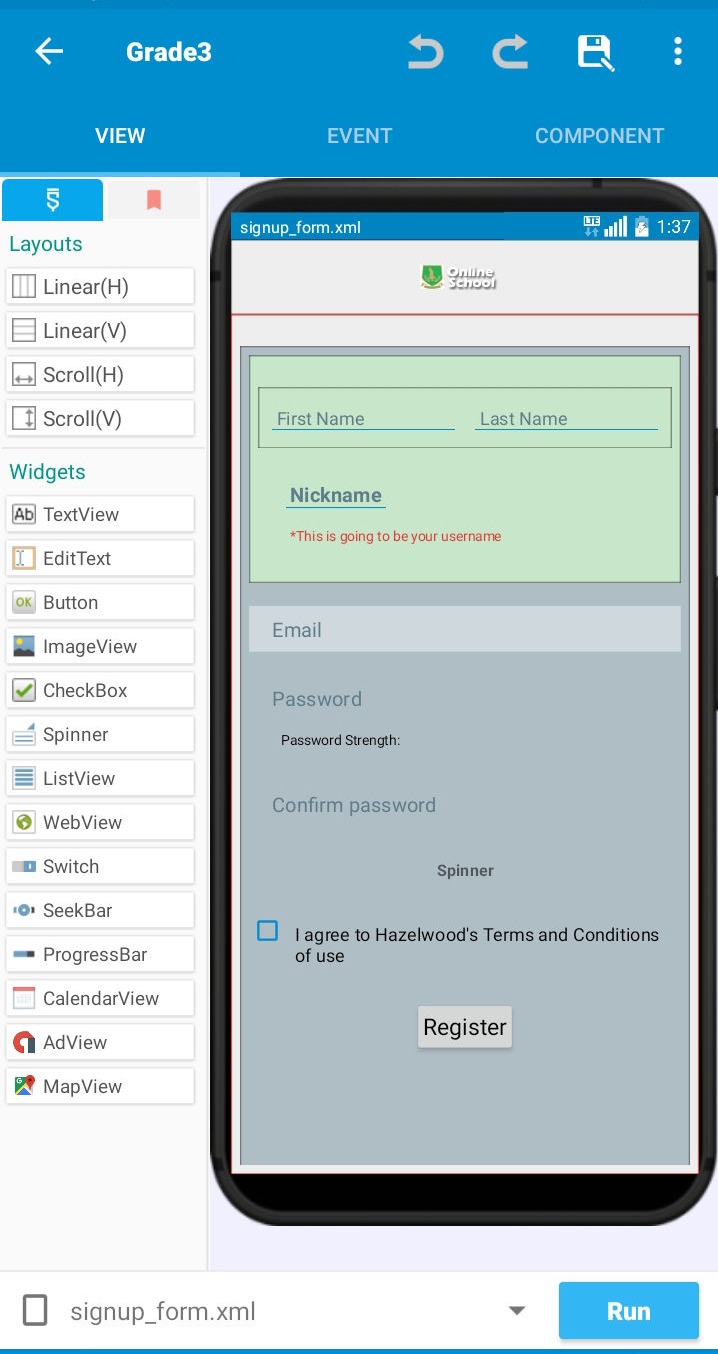 Grade3
VIEW
EVENT
COMPONENT
Layouts
Linear(H)
Linear(V)
Scroll(H)
Scroll(V)
Widgets
Ab TextView
EditText
OK Button
ImageView
CheckBox
Spinner
ListView
WebView
Switch
SeekBar
ProgressBar
CalendarView
AdView
MapView
signup_form.xml
LTE 1:37
Online
School
First Name
Last Name
Nickname
*This is going to be your username
Email
Password
Password Strength:
Confirm password
Spinner
I agree to Hazelwood's Terms and Conditions
of use
Register
signup_form.xml
Run